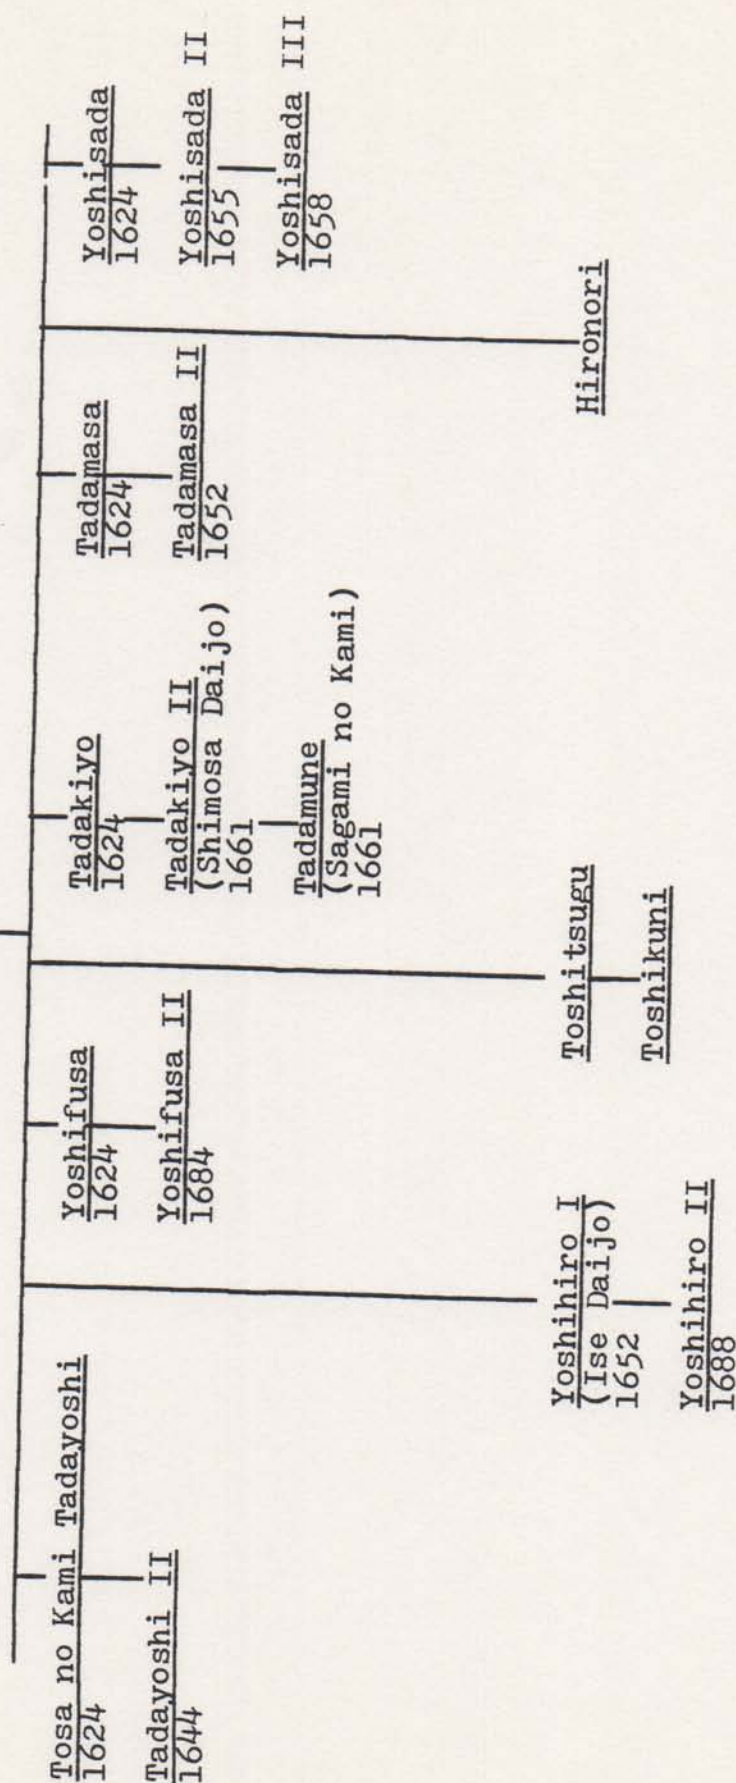 Tosa no Kami Tadayoshi
1624
Tadayoshi II
1644
Yoshihiro I
(Ise Daijo)
1652
Yoshihiro II
1688
Yoshifusa
1624
Yoshifusa II
1684
Toshitsugu
Toshikuni
Tadakiyo
1624
Tadakiyo II
(Shimosa Daijo)
1661
Tadamune
(Sagami no Kami)
1661
Tadamasa
1624
Tadamasa II
1652
Hironori
Yoshisada
1624
Yoshisada II
1655
Yoshisada III
1658